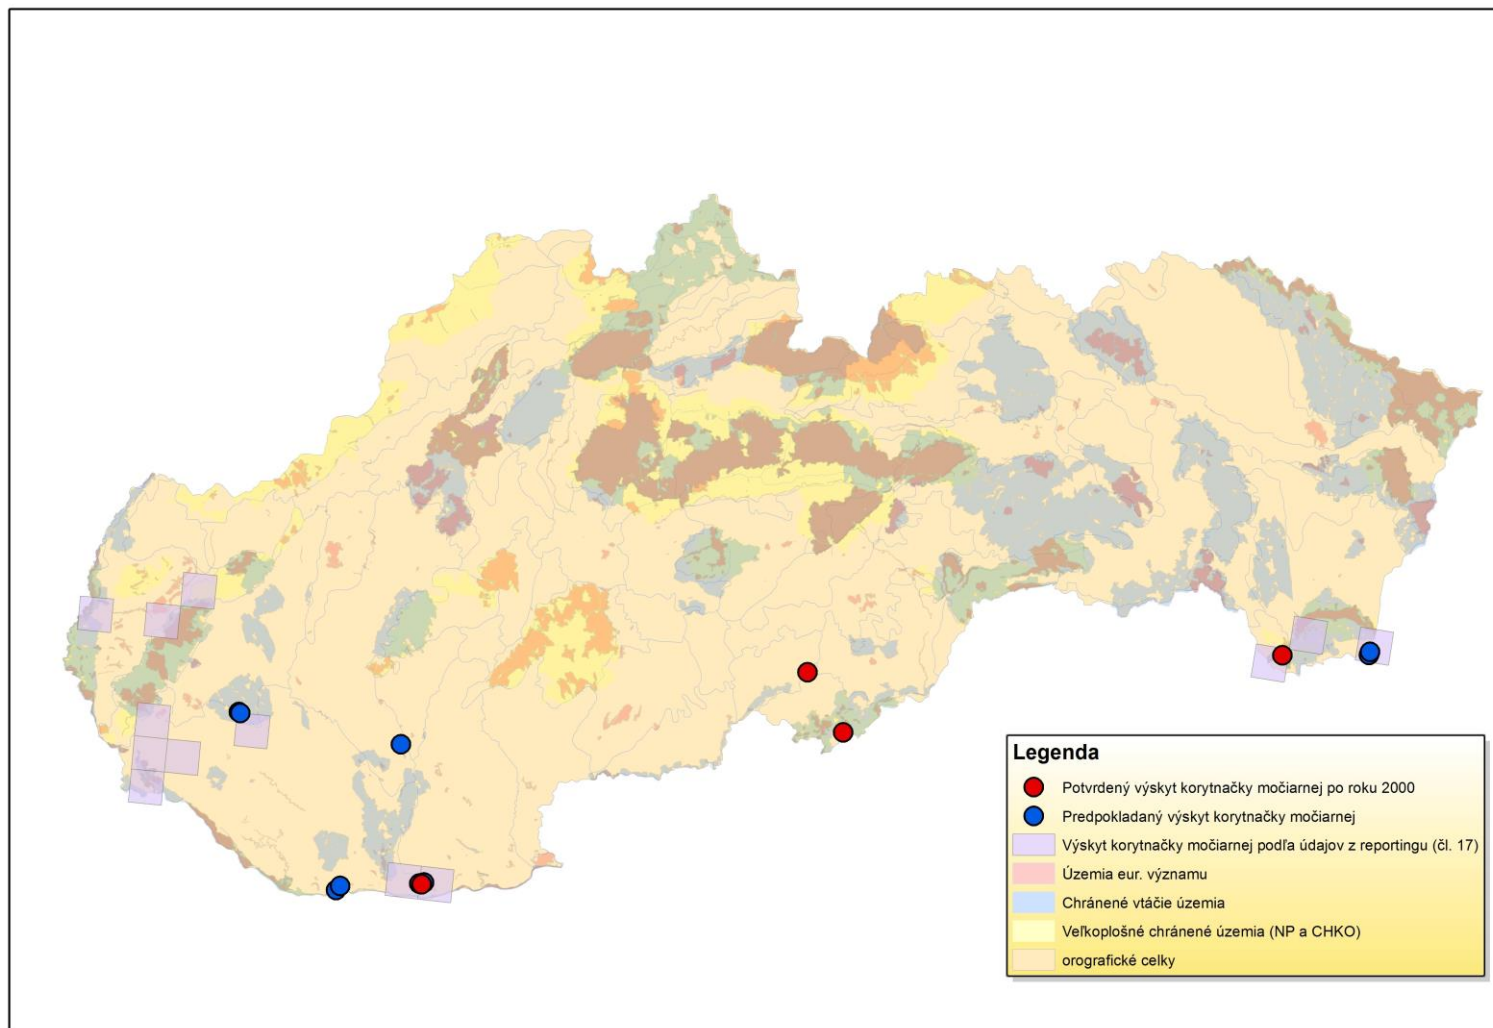 Legenda
Potvrdený výskyt korytnačky močiarnej po roku 2000
Predpokladaný výskyt korytnačky močiarnej
Výskyt korytnačky močiarnej podľa údajov z reportingu (čl. 17)
Územia eur. významu
Chránené vtáčie územia
Veľkoplošné chránené územia (NP a CHKO)
orografické celky